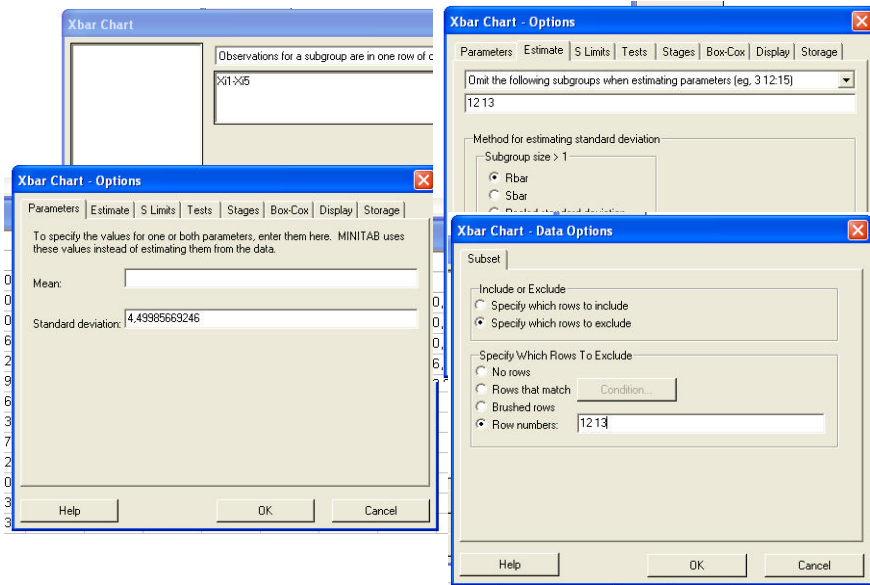 Xbar Chart
Observations for a subgroup are in one row of
Xi1-Xi5
Xbar Chart - Options
Parameters Estimate S Limits Tests Stages Box-Cox Display Storage
Omit the following subgroups when estimating parameters (eg, 3 12:15)
12 13
Method for estimating standard deviation
Subgroup size > 1
Rbar
Sbar
Xbar Chart - Options
Parameters Estimate S Limits Tests Stages Box-Cox Display Storage
To specify the values for one or both parameters, enter them here. MINITAB uses
these values instead of estimating them from the data.
Mean:
Standard deviation: 4,49985669246
Help OK Cancel
Xbar Chart - Data Options
Subset
Include or Exclude
Specify which rows to include
Specify which rows to exclude
Specify Which Rows To Exclude
No rows
Rows that match Condition...
Brushed rows
Row numbers: 12 13
Help OK Cancel